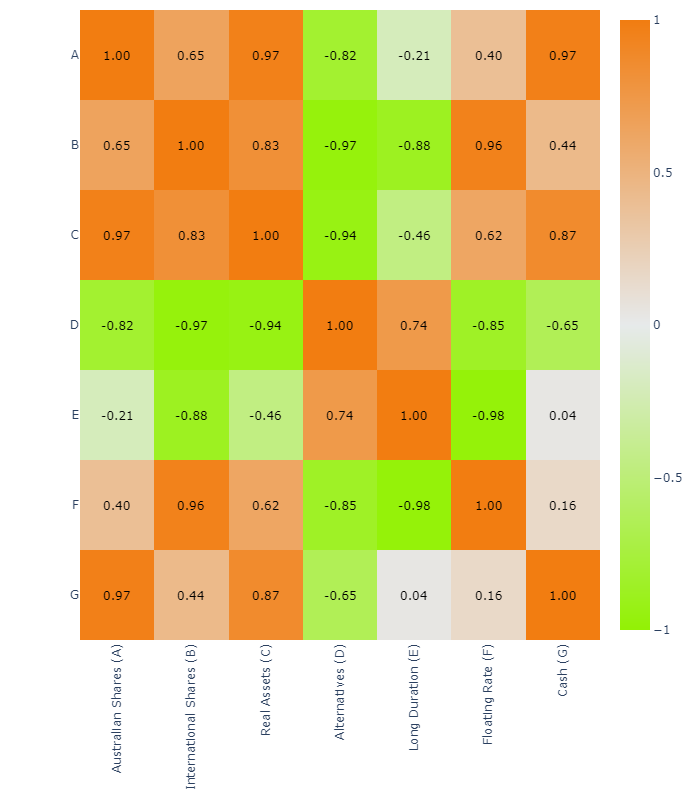 A 1.00 0.65 0.97 -0.82 -0.21 0.40 0.97 1
B 0.65 1.00 0.83 -0.97 -0.88 0.96 0.44 0.5
C 0.97 0.83 1.00 -0.94 -0.46 0.62 0.87
D -0.82 -0.97 -0.94 1.00 0.74 -0.85 -0.65 0
E -0.21 -0.88 -0.46 0.74 1.00 -0.98 0.04 −0.5
F 0.40 0.96 0.62 -0.85 -0.98 1.00 0.16
G 0.97 0.44 0.87 -0.65 0.04 0.16 1.00 −1
Australian Shares (A)
International Shares (B)
Real Assets (C)
Alternatives (D)
Long Duration (E)
Floating Rate (F)
Cash (G)